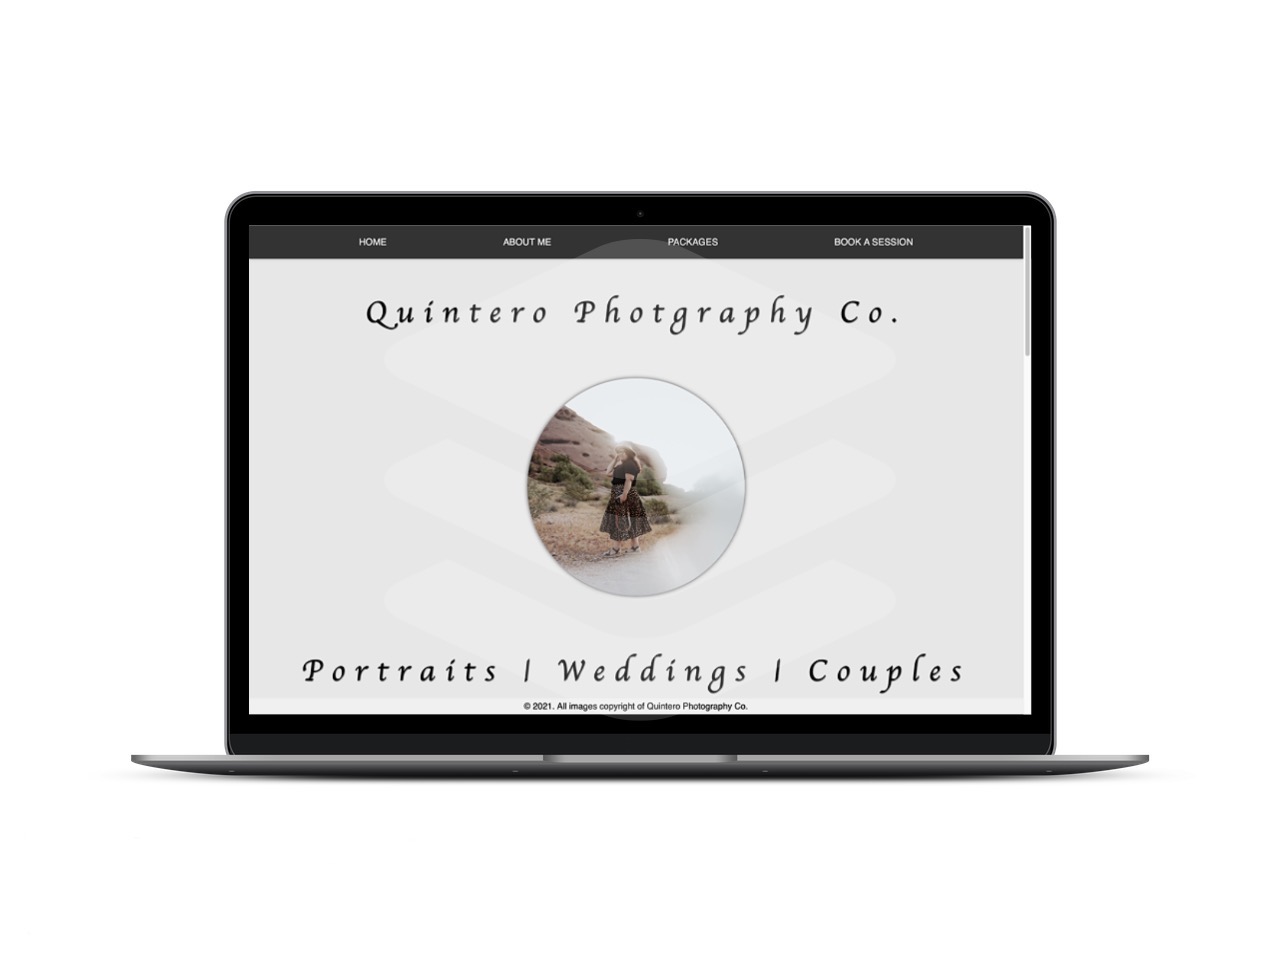 HOME ABOUT ME PACKAGES BOOK A SESSION
Quintero Photgraphy Co.
Portraits | Weddings | Couples
© 2021. All images copyright of Quintero Photography Co.